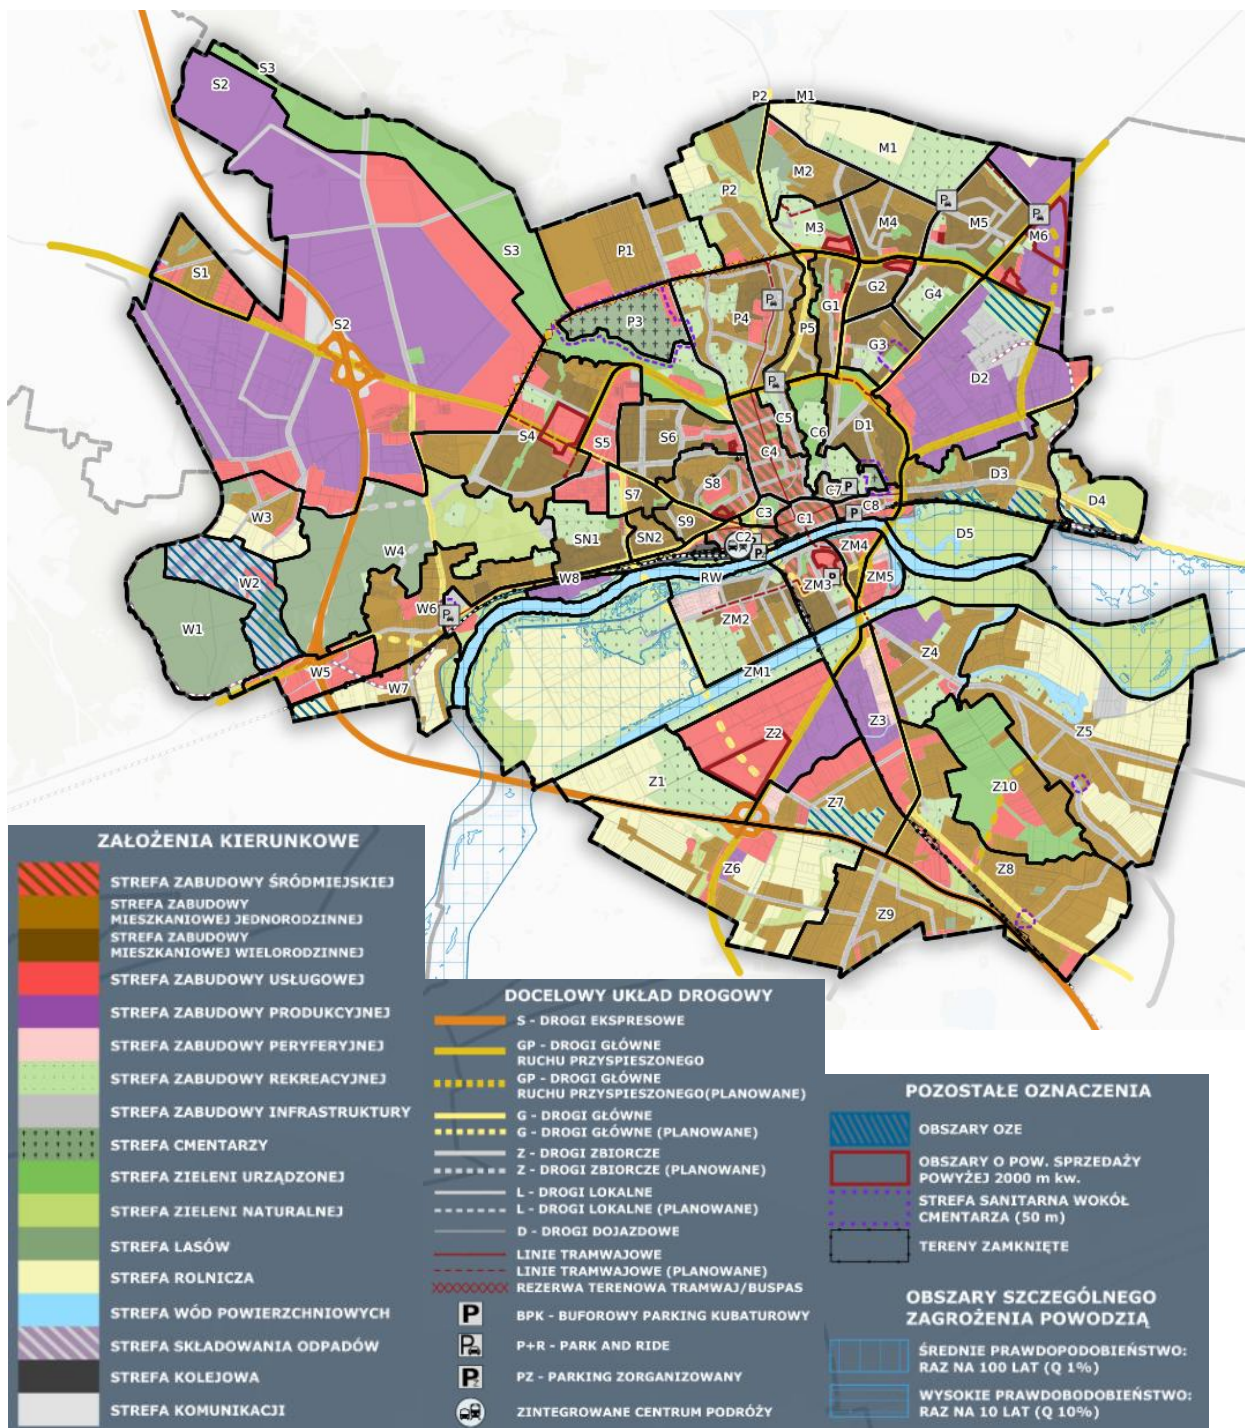 S3
S2
P2
M1
M1
M2
P2
S3
P1
M3
M4
M5
M6
S1
S2
P3
P4
P5
G1
G2
G4
G3
D2
S4
S5
S6
C5
C6
C4
D1
S8
S7
C7
C8
D3
D4
W3
W4
SN1
SN2
S9
C3
C1
C2
D5
ZM4
W2
W8
RW
ZM3
ZM5
W1
W6
ZM2
W5
W7
ZM1
Z4
Z2
Z3
Z5
Z1
Z7
Z10
Z6
Z8
Z9
ZAŁOŻENIA KIERUNKOWE
STREFA ZABUDOWY ŚRÓDMIEJSKIEJ
STREFA ZABUDOWY
MIESZKANIOWEJ JEDNORODZINNEJ
STREFA ZABUDOWY
MIESZKANIOWEJ WIELORODZINNEJ
STREFA ZABUDOWY USŁUGOWEJ
STREFA ZABUDOWY PRODUKCYJNEJ
STREFA ZABUDOWY PERYFERYJNEJ
STREFA ZABUDOWY REKREACYJNEJ
STREFA ZABUDOWY INFRASTRUKTURY
STREFA CMENTARZY
STREFA ZIELENI URZĄDZONEJ
STREFA ZIELENI NATURALNEJ
STREFA LASÓW
STREFA ROLNICZA
STREFA WÓD POWIERZCHNIOWYCH
STREFA SKŁADOWANIA ODPADÓW
STREFA KOLEJOWA
STREFA KOMUNIKACJI
DOCELOWY UKŁAD DROGOWY
S - DROGI EKSPRESOWE
GP - DROGI GŁÓWNE
RUCHU PRZYSPIESZONEGO
GP - DROGI GŁÓWNE
RUCHU PRZYSPIESZONEGO(PLANOWANE)
G - DROGI GŁÓWNE
G - DROGI GŁÓWNE (PLANOWANE)
Z - DROGI ZBIORCZE
Z - DROGI ZBIORCZE (PLANOWANE)
L - DROGI LOKALNE
L - DROGI LOKALNE (PLANOWANE)
D - DROGI DOJAZDOWE
LINIE TRAMWAJOWE
LINIE TRAMWAJOWE (PLANOWANE)
REZERWA TERENOWA TRAMWAJ/BUSPAS
P BPK - BUFOROWY PARKING KUBATUROWY
P P+R - PARK AND RIDE
P PZ - PARKING ZORGANIZOWANY
ZINTEGROWANE CENTRUM PODRÓŻY
POZOSTAŁE OZNACZENIA
OBSZARY OZE
OBSZARY O POW. SPRZEDAŻY
POWYŻEJ 2000 m kw.
STREFA SANITARNA WOKÓŁ
CMENTARZA (50 m)
TERENY ZAMKNIĘTE
OBSZARY SZCZEGÓLNEGO
ZAGROŻENIA POWODZIĄ
ŚREDNIE PRAWDOPODOBIEŃSTWO:
RAZ NA 100 LAT (Q 1%)
WYSOKIE PRAWDOBODOBIEŃSTWO:
RAZ NA 10 LAT (Q 10%)